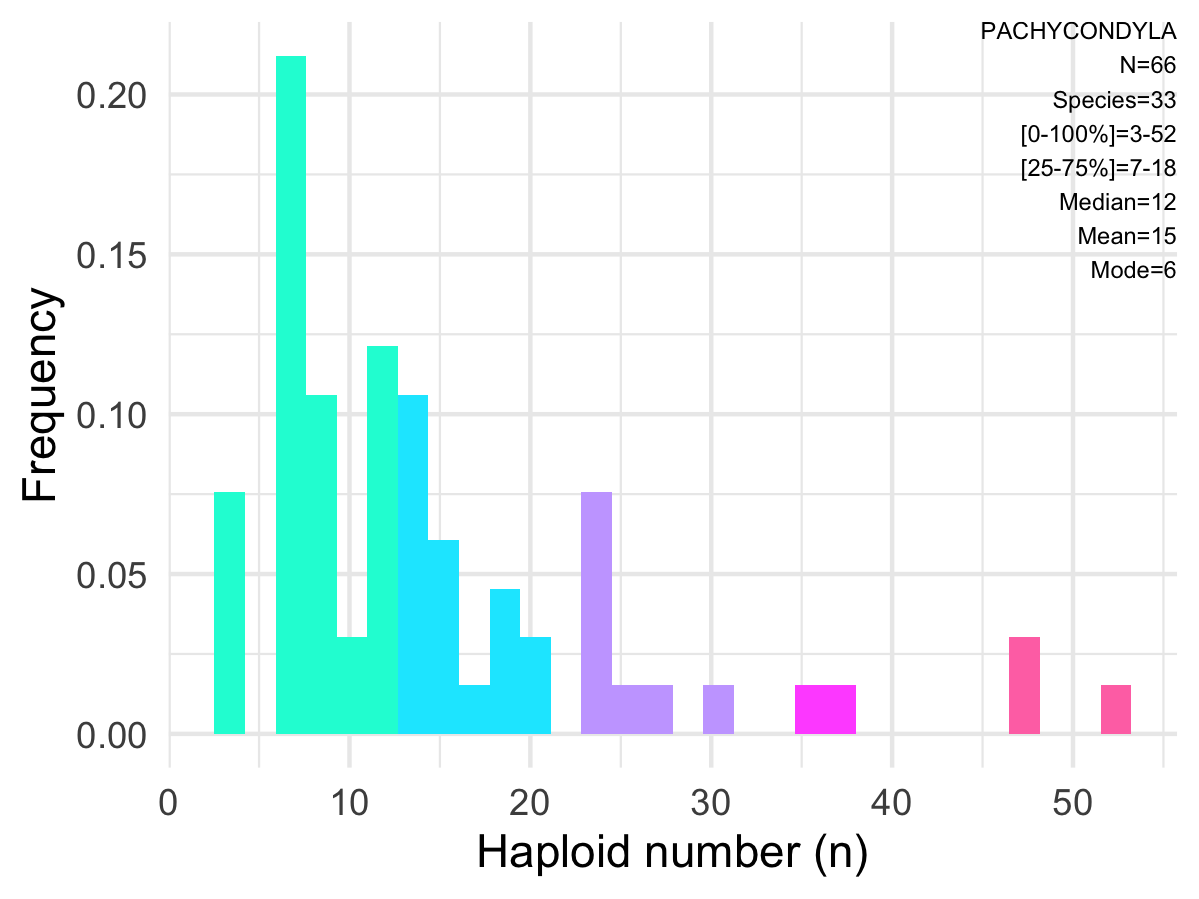 PACHYCONDYLA
N=66
Species=33
[0-100%]=3-52
[25-75%]=7-18
Median=12
Mean=15
Mode=6
0.20
0.15
0.10
0.05
0.00
Frequency
0 10 20 30 40 50
Haploid number (n)